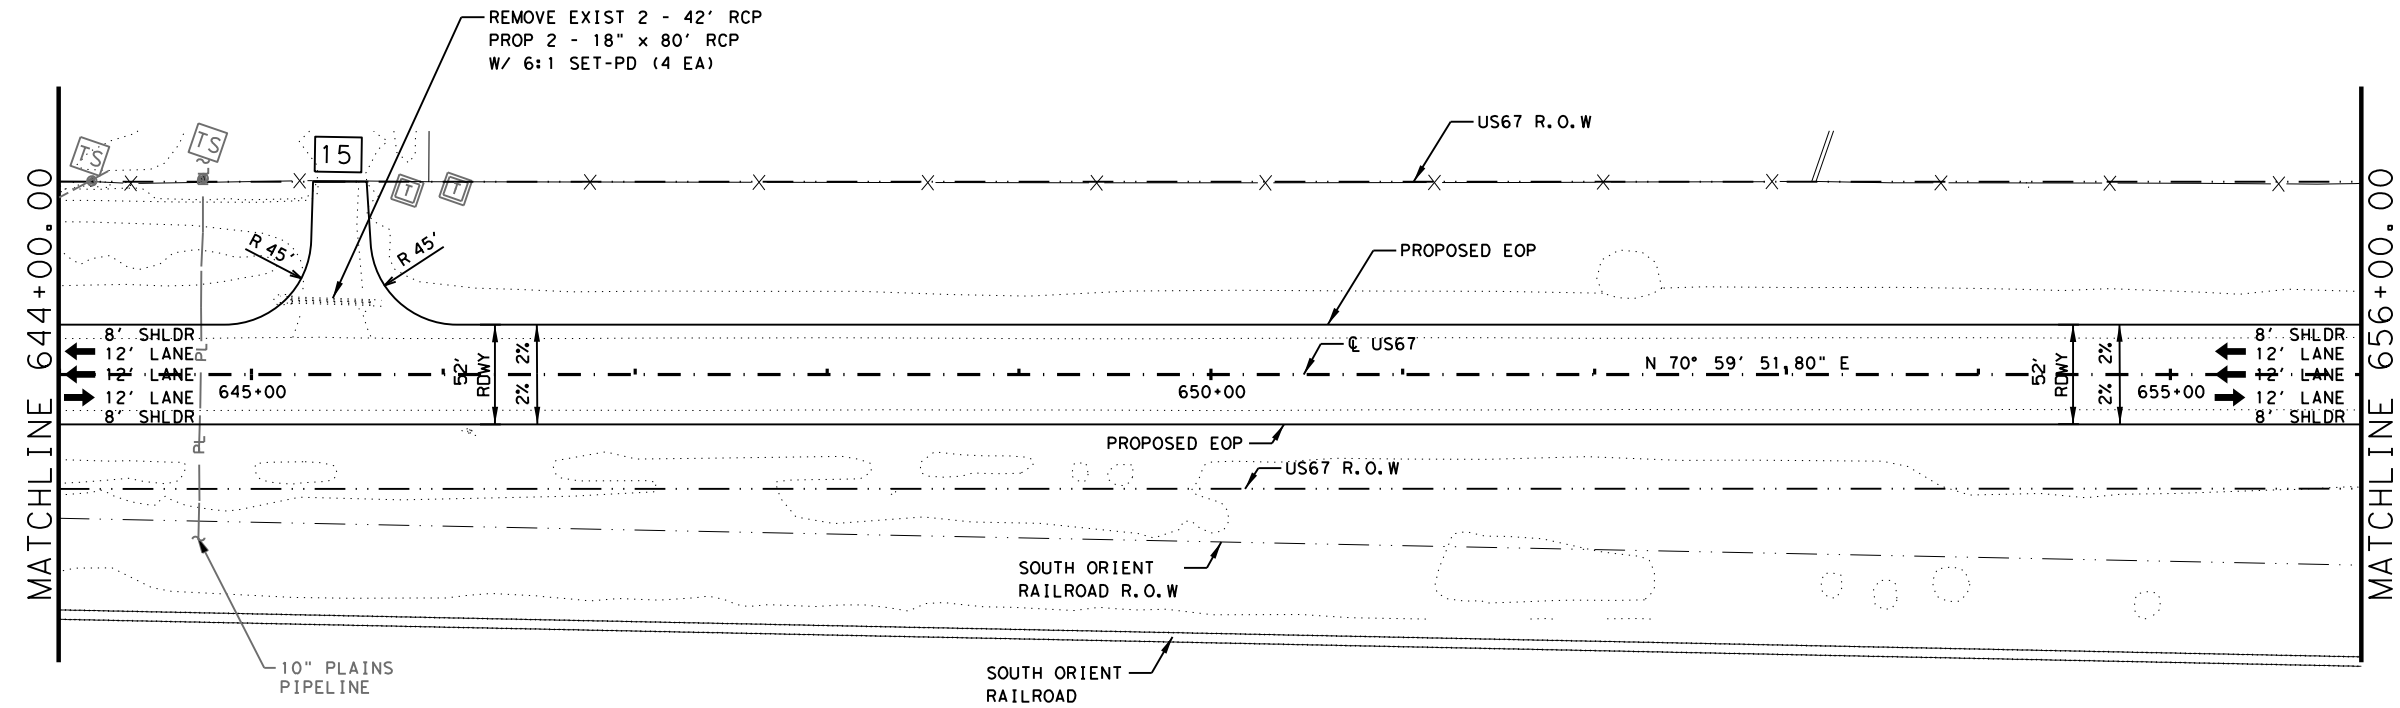 REMOVE EXIST 2 - 42' RCP
PROP 2 - 18" x 80' RCP
W/ 6:1 SET-PD (4 EA)
US67 R.O.W
TS
TS
15
T
T
PL
MATCHLINE 644+00.00
MATCHLINE 656+00.00
R 45'
R 45'
PROPOSED EOP
8' SHLDR
12' LANE
12' LANE
12' LANE
8' SHLDR
PL
645+00
52'
RDWY
2%
2%
℄ US67
650+00
N 70° 59' 51.80" E
52'
RDWY
2%
2%
655+00
8' SHLDR
12' LANE
12' LANE
12' LANE
8' SHLDR
PL
PROPOSED EOP
US67 R.O.W
SOUTH ORIENT
RAILROAD R.O.W
10" PLAINS
PIPELINE
SOUTH ORIENT
RAILROAD